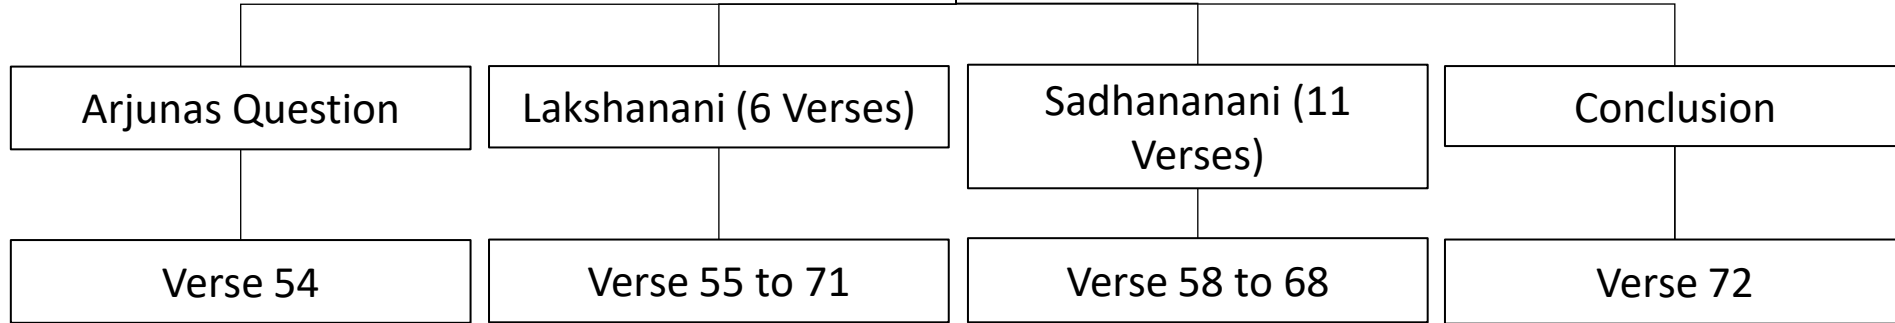 Arjunas Question
Lakshanani (6 Verses)
Sadhananani (11
Verses)
Conclusion
Verse 54
Verse 55 to 71
Verse 58 to 68
Verse 72